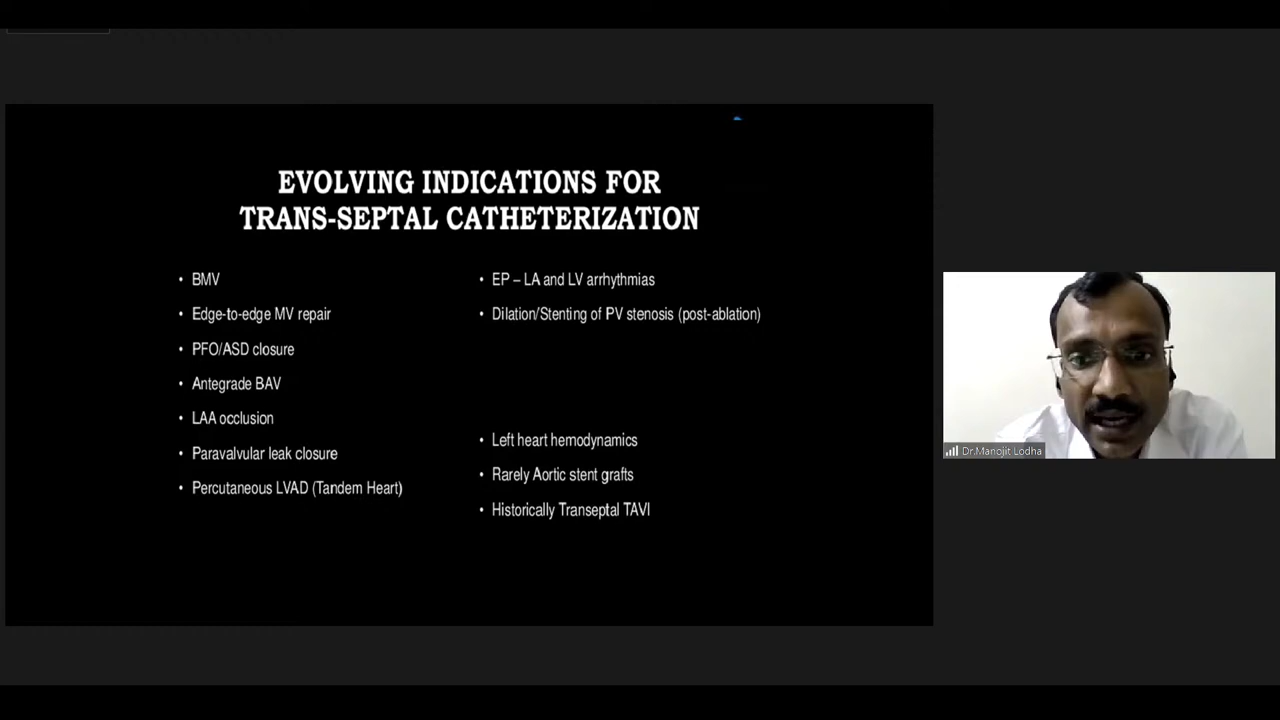 EVOLVING INDICATIONS FOR
TRANS-SEPTAL CATHETERIZATION
• BMV
• Edge-to-edge MV repair
• PFO/ASD closure
• Antegrade BAV
• LAA occlusion
• Paravalvular leak closure
• Percutaneous LVAD (Tandem Heart)
• EP – LA and LV arrhythmias
• Dilation/Stenting of PV stenosis (post-ablation)
• Left heart hemodynamics
• Rarely Aortic stent grafts
• Historically Transeptal TAVI
Dr.Manojit Lodha